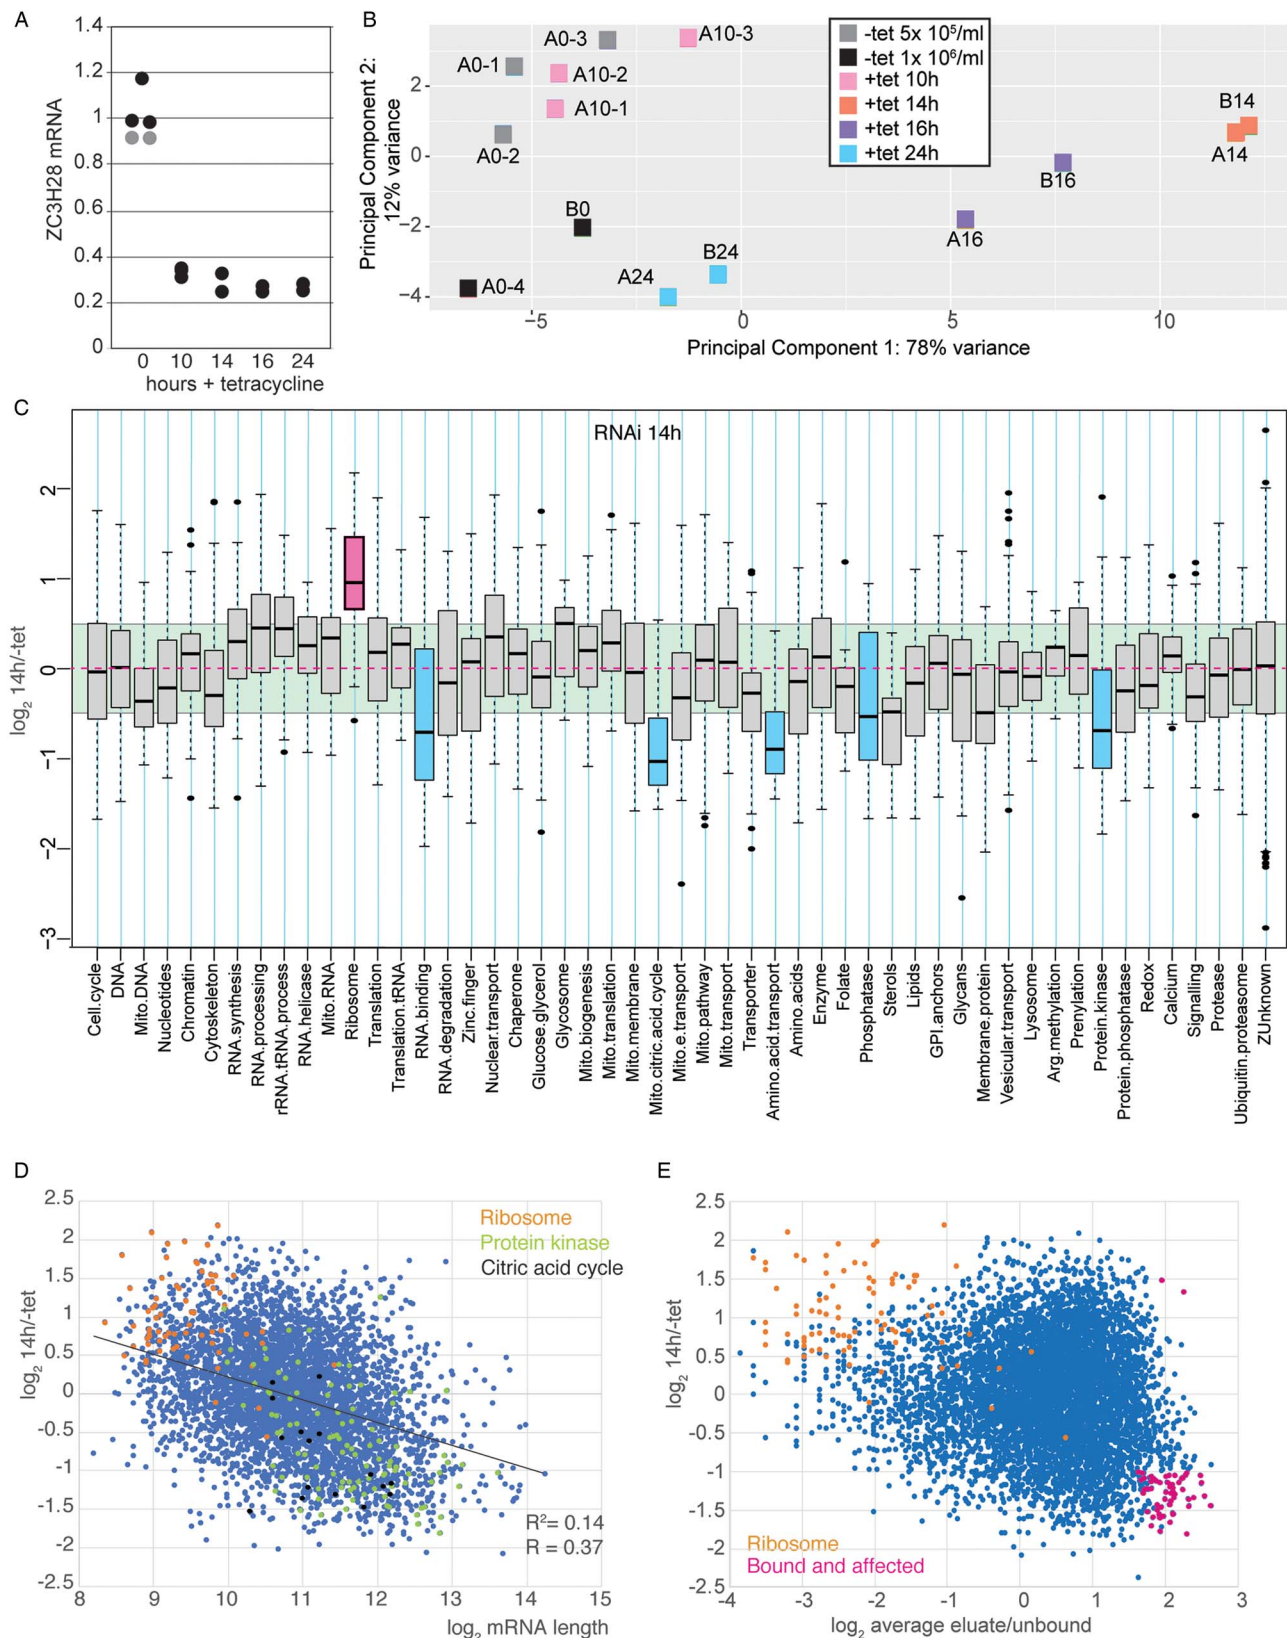 A
1.4
1.2
1
0.8
0.6
0.4
0.2
0
ZC3H28 mRNA
0 10 14 16 24
hours + tetracycline
B
Principal Component 2:
12% variance
2
0
−2
−4
A0-3
A10-3
A0-1
A10-2
A10-1
A0-2
B0
A0-4
A24
B24
A16
B16
B14
A14
-tet 5x 10⁵/ml
-tet 1x 10⁶/ml
+tet 10h
+tet 14h
+tet 16h
+tet 24h
−5 0 5 10
Principal Component 1: 78% variance
C
RNAi 14h
log₂ 14h/-tet
2
1
0
−1
−2
−3
Cell.cycle
DNA
Mito.DNA
Nucleotides
Chromatin
Cytoskeleton
RNA.synthesis
RNA.processing
rRNA.tRNA.process
RNA.helicase
Mito.RNA
Ribosome
Translation
Translation.tRNA
RNA.binding
RNA.degradation
Zinc.finger
Nuclear.transport
Chaperone
Glucose.glycerol
Glycosome
Mito.biogenesis
Mito.translation
Mito.membrane
Mito.citric.acid.cycle
Mito.e.transport
Mito.pathway
Mito.transport
Transporter
Amino.acid.transport
Amino.acids
Enzyme
Folate
Phosphatase
Sterols
Lipids
GPI.anchors
Glycans
Membrane.protein
Vesicular.transport
Lysosome
Arg.methylation
Prenylation
Protein.kinase
Protein.phosphatase
Redox
Calcium
Signalling
Protease
Ubiquitin.proteasome
ZUnknown
D
2.5
2
1.5
1
0.5
0
-0.5
-1
-1.5
-2
-2.5
log₂ 14h/-tet
Ribosome
Protein kinase
Citric acid cycle
R²= 0.14
R = 0.37
8 9 10 11 12 13 14 15
log₂ mRNA length
E
2.5
2
1.5
1
0.5
0
-0.5
-1
-1.5
-2
-2.5
log₂ 14h/-tet
Ribosome
Bound and affected
-4 -3 -2 -1 0 1 2 3
log₂ average eluate/unbound